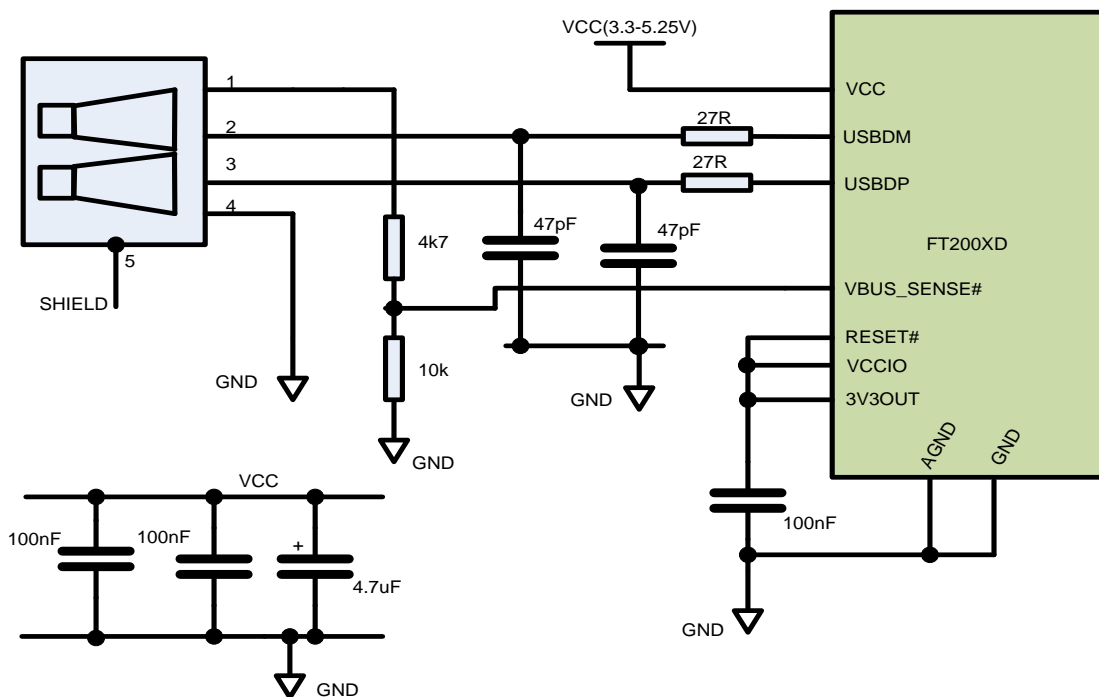 VCC(3.3-5.25V)
1
VCC
27R
2
USBDM
27R
3
USBDP
4
47pF
47pF
4k7
FT200XD
5
VBUS_SENSE#
SHIELD
RESET#
VCCIO
10k
GND
3V3OUT
GND
AGND
GND
GND
VCC
100nF
100nF
100nF
+
4.7uF
GND
GND